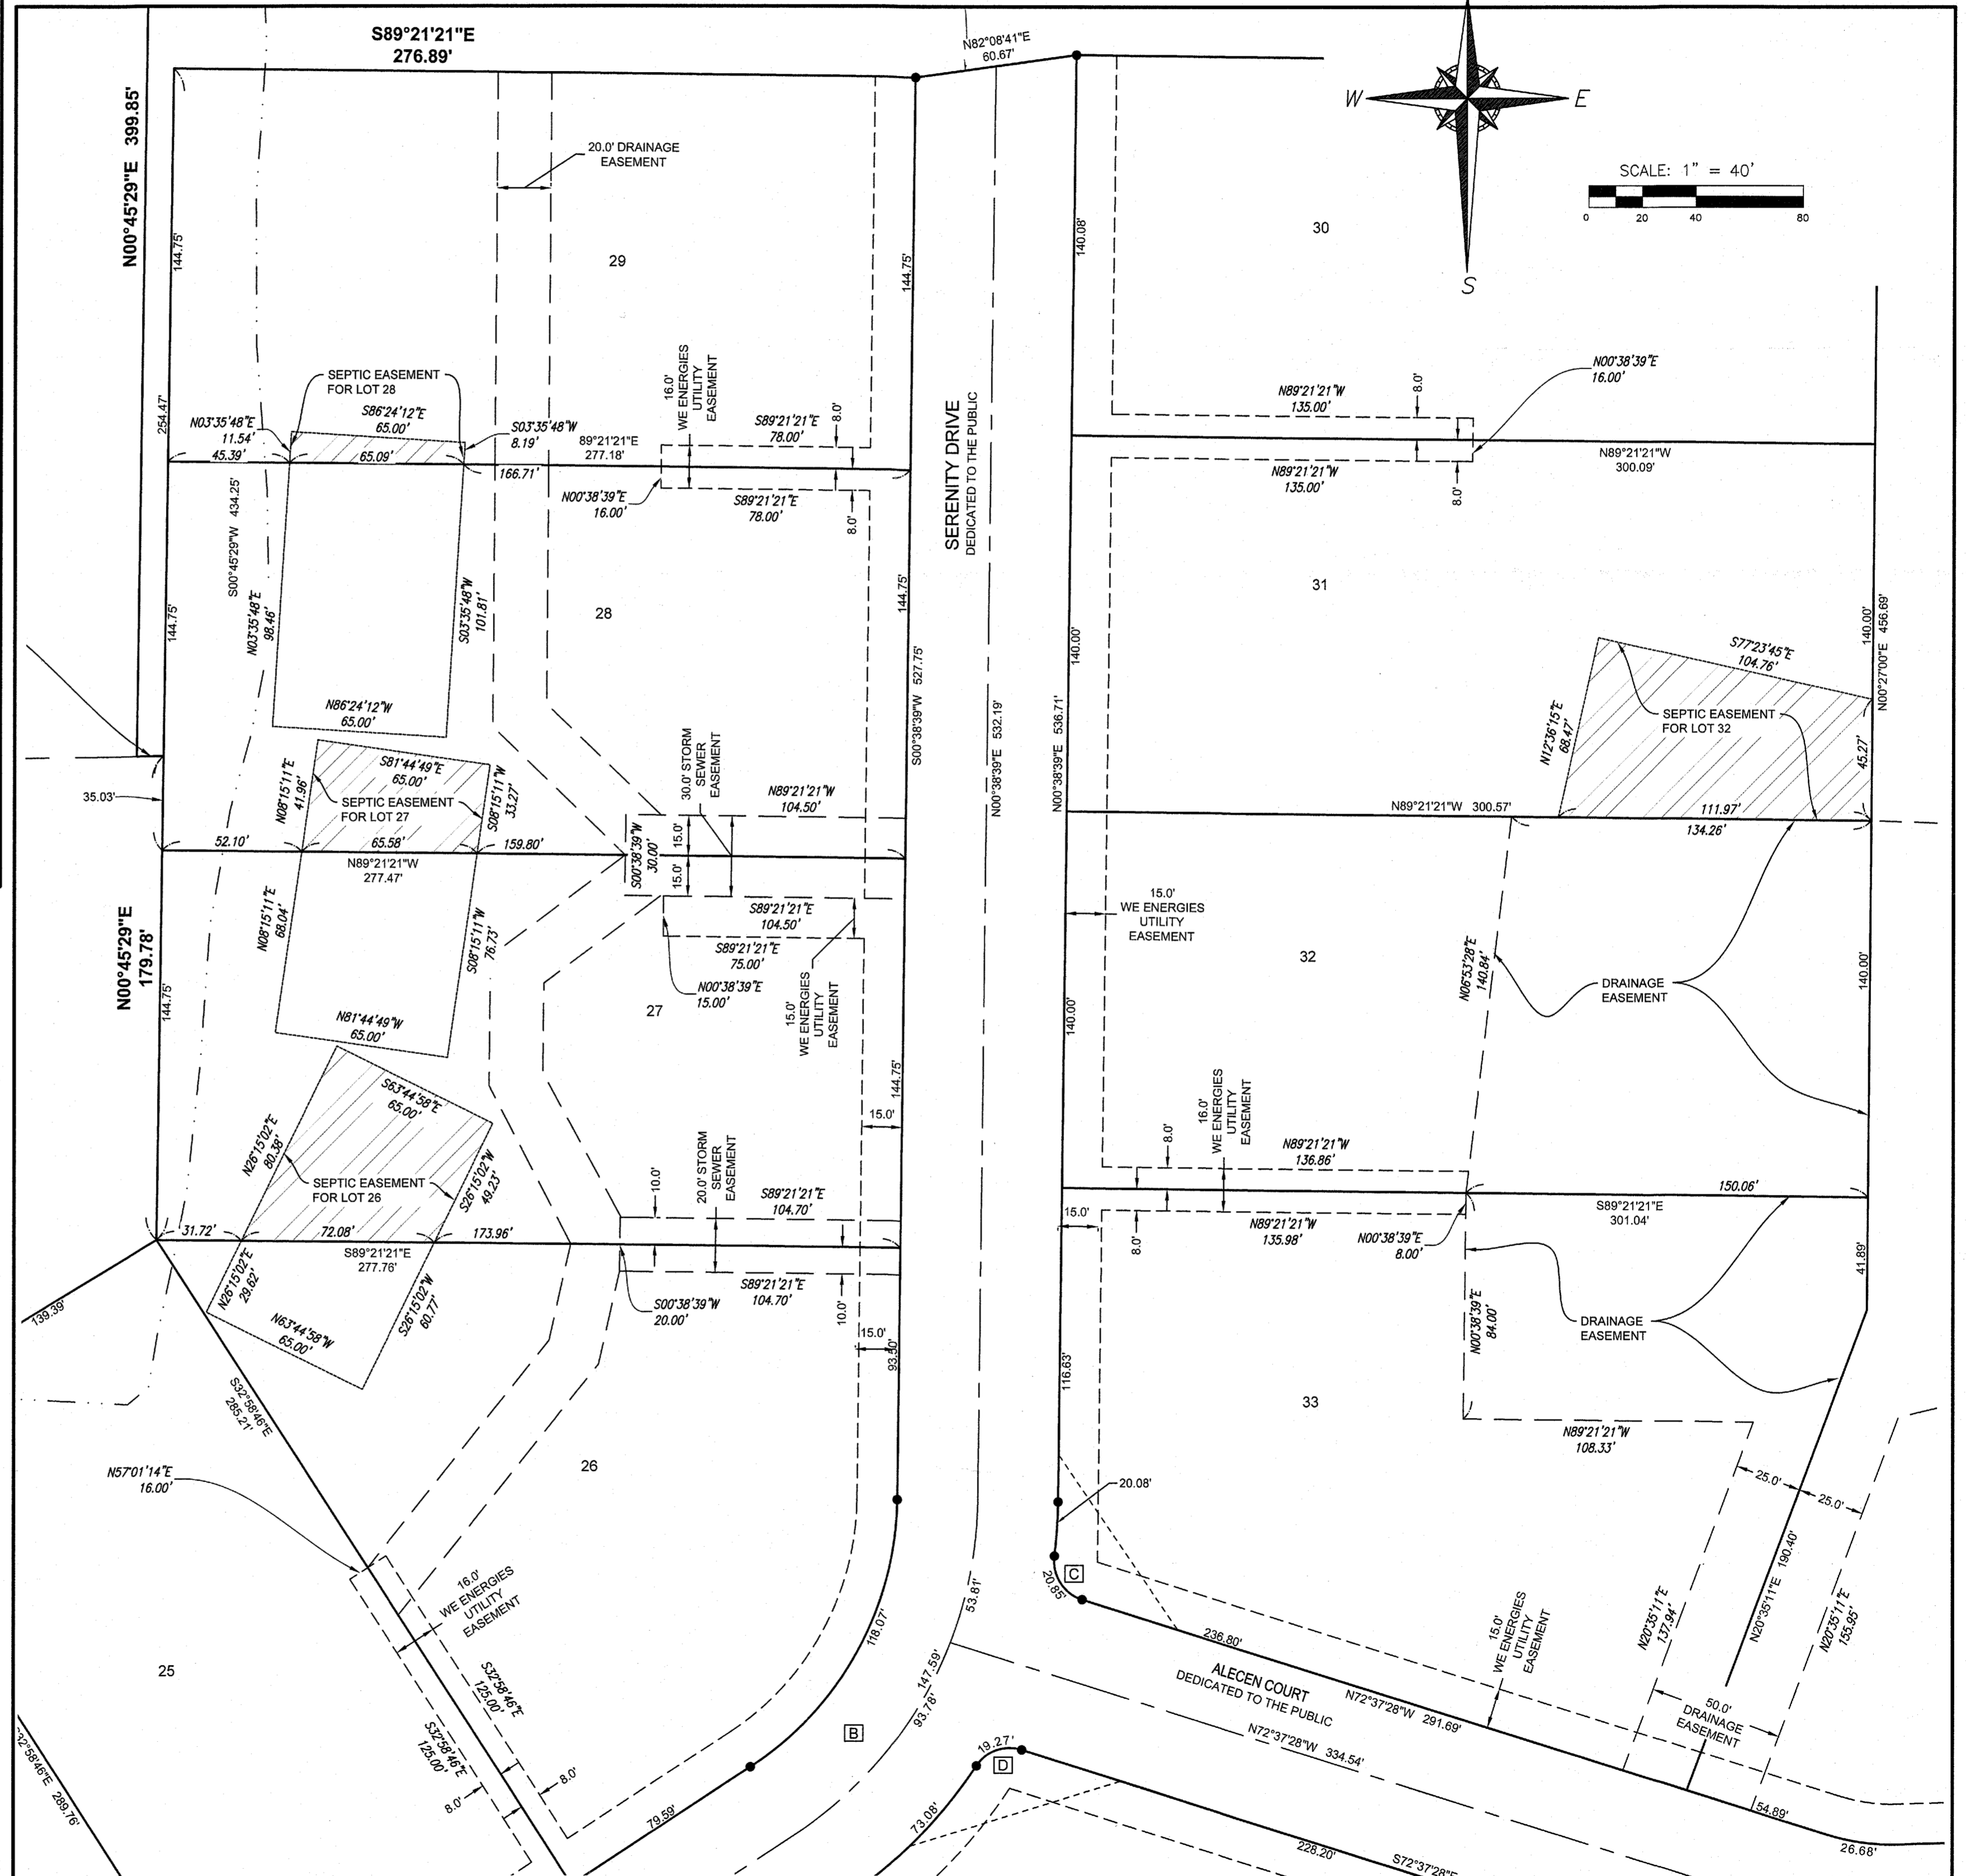 S89°21'21"E
276.89'
N82°08'41"E
60.67'
W
E
S
SCALE: 1" = 40'
0 20 40 80
N00°45'29"E 399.85'
144.75'
20.0' DRAINAGE
EASEMENT
29
144.75'
140.08'
30
254.47'
SEPTIC EASEMENT
FOR LOT 28
N03°35'48"E
11.54'
S86°24'12"E
65.00'
S03°35'48"W
8.19'
89°21'21"E
277.18'
45.39'
65.09'
166.71'
16.0'
WE ENERGIES
UTILITY
EASEMENT
S89°21'21"E
78.00'
8.0'
N00°38'39"E
16.00'
S89°21'21"E
78.00'
8.0'
SERENITY DRIVE
DEDICATED TO THE PUBLIC
N89°21'21"W
135.00'
8.0'
N00°38'39"E
16.00'
N89°21'21"W
135.00'
8.0'
N89°21'21"W
300.09'
S00°45'29"W 434.25'
144.75'
N03°35'48"E
98.46'
S03°35'48"W
101.81'
28
144.75'
S00°38'39"W 527.75'
N00°38'39"E 532.19'
N00°38'39"E 536.71'
140.00'
31
140.00'
N00°27'00"E 456.69'
N86°24'12"W
65.00'
S77°23'45"E
104.76'
SEPTIC EASEMENT
FOR LOT 32
N12°36'15"E
68.47'
45.27'
35.03'
N08°15'11"E
41.96'
S81°44'49"E
65.00'
SEPTIC EASEMENT
FOR LOT 27
S08°15'11"W
33.27'
30.0' STORM
SEWER
EASEMENT
N89°21'21"W
104.50'
S00°38'39"W
30.00'
15.0'
15.0'
N89°21'21"W 300.57'
111.97'
134.26'
52.10'
65.58'
159.80'
N89°21'21"W
277.47'
N00°45'29"E
179.78'
144.75'
N08°15'11"E
68.04'
S08°15'11"W
76.73'
S89°21'21"E
104.50'
S89°21'21"E
75.00'
N00°38'39"E
15.00'
15.0'
WE ENERGIES
UTILITY
EASEMENT
27
15.0'
WE ENERGIES
UTILITY
EASEMENT
32
N06°53'28"E
140.84'
DRAINAGE
EASEMENT
140.00'
140.00'
N81°44'49"W
65.00'
144.75'
15.0'
S63°44'58"E
65.00'
N26°15'02"E
80.38'
SEPTIC EASEMENT
FOR LOT 26
S26°15'02"W
49.23'
10.0'
20.0' STORM
SEWER
EASEMENT
S89°21'21"E
104.70'
8.0'
16.0'
WE ENERGIES
UTILITY
EASEMENT
N89°21'21"W
136.86'
31.72'
72.08'
173.96'
S89°21'21"E
277.76'
150.06'
S89°21'21"E
301.04'
15.0'
8.0'
N89°21'21"W
135.98'
N00°38'39"E
8.00'
41.89'
N26°15'02"E
29.62'
S26°15'02"W
60.77'
N63°44'58"W
65.00'
S00°38'39"W
20.00'
S89°21'21"E
104.70'
10.0'
15.0'
93.50'
139.39'
116.63'
N00°38'39"E
84.00'
DRAINAGE
EASEMENT
S32°58'46"E
285.21'
33
N89°21'21"W
108.33'
26
N57°01'14"E
16.00'
20.08'
25.0'
25.0'
C
20.85'
16.0'
WE ENERGIES
UTILITY
EASEMENT
118.07'
53.81'
236.80'
15.0'
WE ENERGIES
UTILITY
EASEMENT
N20°35'11"E
137.94'
N20°35'11"E 190.40'
N20°35'11"E
155.95'
25
S32°58'46"E
125.00'
S32°58'46"E
125.00'
147.59'
93.78'
ALECEN COURT
DEDICATED TO THE PUBLIC
N72°37'28"W 291.69'
N72°37'28"W 334.54'
50.0'
DRAINAGE
EASEMENT
B
19.27'
D
8.0'
8.0'
79.59'
73.08'
54.89'
26.68'
32°58'46"E 289.76'
228.20'
S72°37'28"E